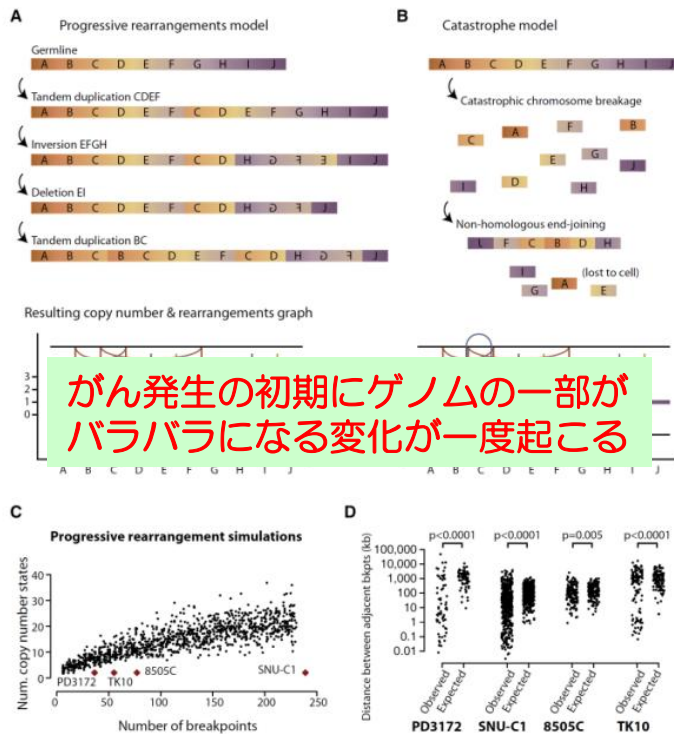 A
Progressive rearrangements model
Germline
A B C D E F G H I J
Tandem duplication CDEF
A B C D E F C D E F G H I J
Inversion EFGH
A B C D E F C D H G F E I J
Deletion EI
A B C D E F C D H G F J
Tandem duplication BC
A B C B C D E F C D H G F J
B
Catastrophe model
A B C D E F G H I J
Catastrophic chromosome breakage
C A F B
E G J
I D H
Non-homologous end-joining
J F C B D H
I
G A E
(lost to cell)
Resulting copy number & rearrangements graph
3
2
1
0
がん発生の初期にゲノムの一部が
バラバラになる変化が一度起こる
A B C D E F G H I J
A B C D E F G H I J
C
Progressive rearrangement simulations
Num. copy number states
40
30
20
10
0
PD3172
TK10
8505C
SNU-C1
0 50 100 150 200 250
Number of breakpoints
D
p<0.0001 p<0.0001 p=0.005 p<0.0001
Distance between adjacent bkpts (kb)
100,000
10,000
1,000
100
10
1
0.1
0.01
Observed Expected Observed Expected Observed Expected Observed Expected
PD3172 SNU-C1 8505C TK10